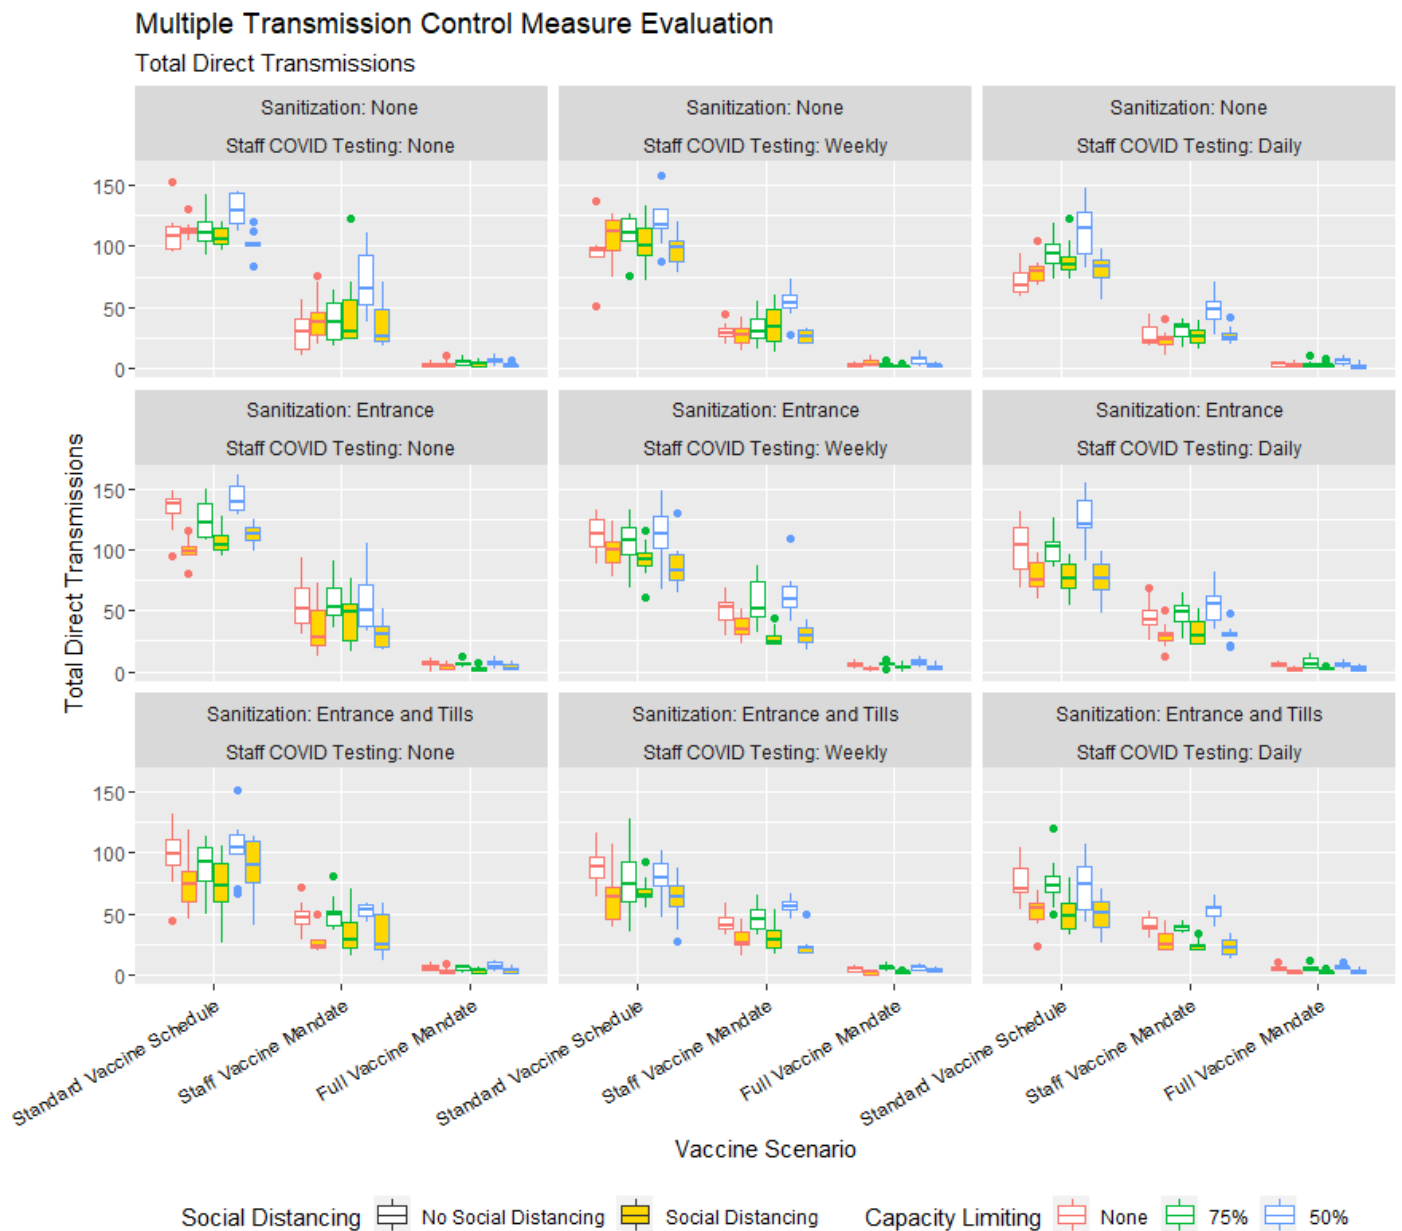 Multiple Transmission Control Measure Evaluation
Total Direct Transmissions
Sanitization: None
Staff COVID Testing: None
Sanitization: None
Staff COVID Testing: Weekly
Sanitization: None
Staff COVID Testing: Daily
150
100
50
0
Sanitization: Entrance
Staff COVID Testing: None
Sanitization: Entrance
Staff COVID Testing: Weekly
Sanitization: Entrance
Staff COVID Testing: Daily
150
100
50
0
Total Direct Transmissions
Sanitization: Entrance and Tills
Staff COVID Testing: None
Sanitization: Entrance and Tills
Staff COVID Testing: Weekly
Sanitization: Entrance and Tills
Staff COVID Testing: Daily
150
100
50
0
Standard Vaccine Schedule
Staff Vaccine Mandate
Full Vaccine Mandate
Standard Vaccine Schedule
Staff Vaccine Mandate
Full Vaccine Mandate
Standard Vaccine Schedule
Staff Vaccine Mandate
Full Vaccine Mandate
Vaccine Scenario
Social Distancing No Social Distancing Social Distancing Capacity Limiting None 75% 50%